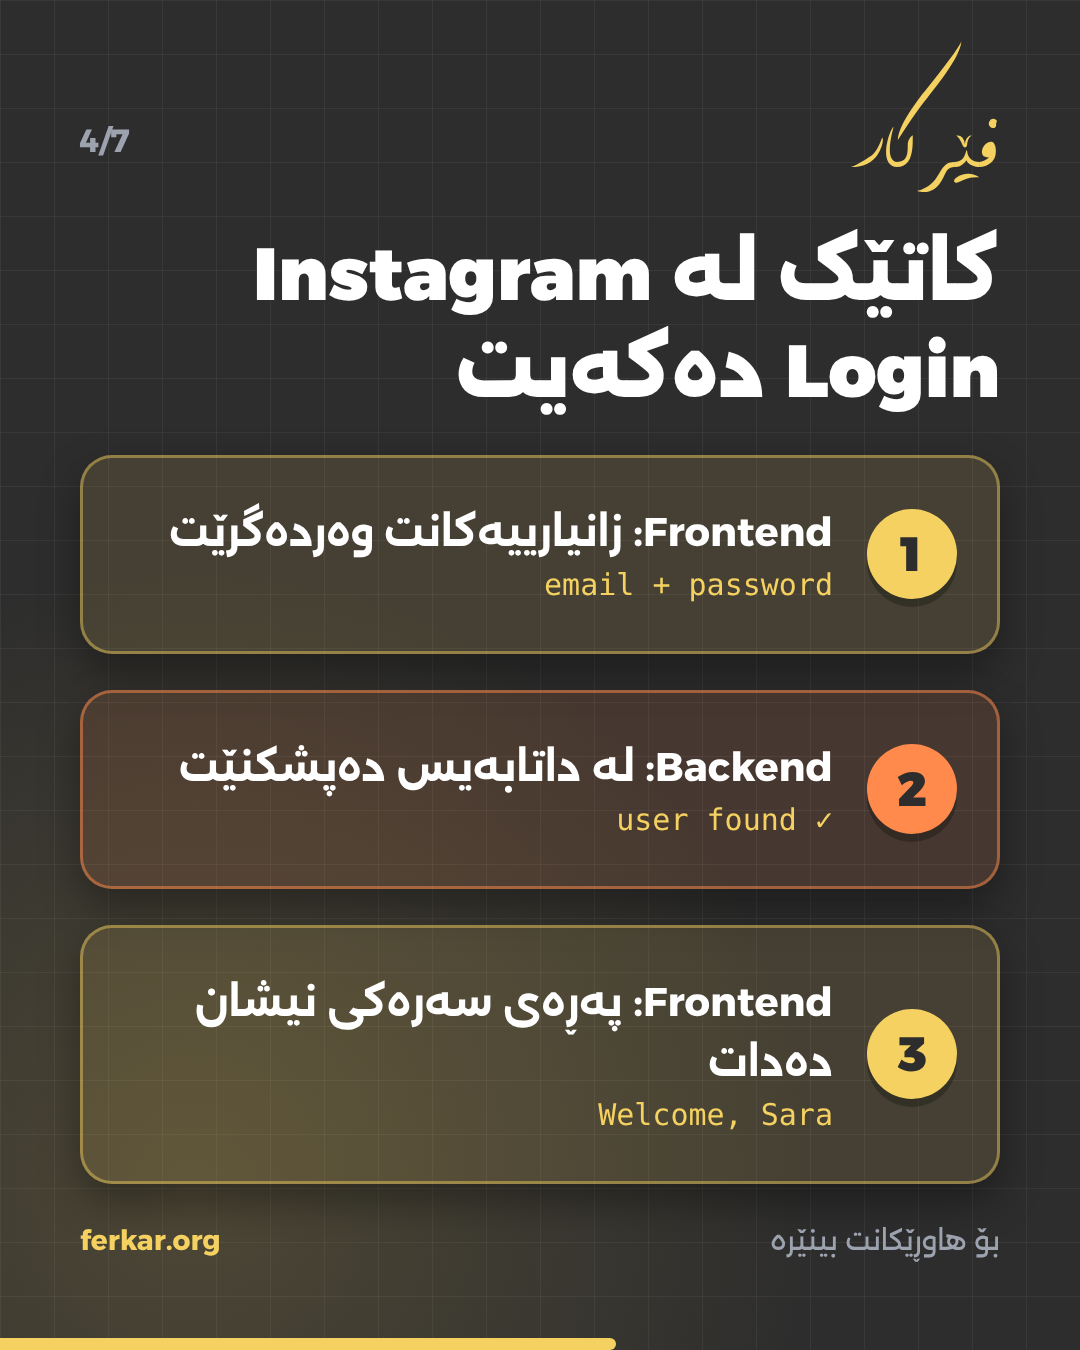 فێرکار
4/7
کاتێک لە Instagram
Login دەکەیت
1
Frontend: زانیارییەکانت وەردەگرێت
email + password
2
Backend: لە داتابەیس دەپشکنێت
user found ✓
3
Frontend: پەڕەی سەرەکی نیشان
دەدات
Welcome, Sara
بۆ هاوڕێکانت بینێرە
ferkar.org